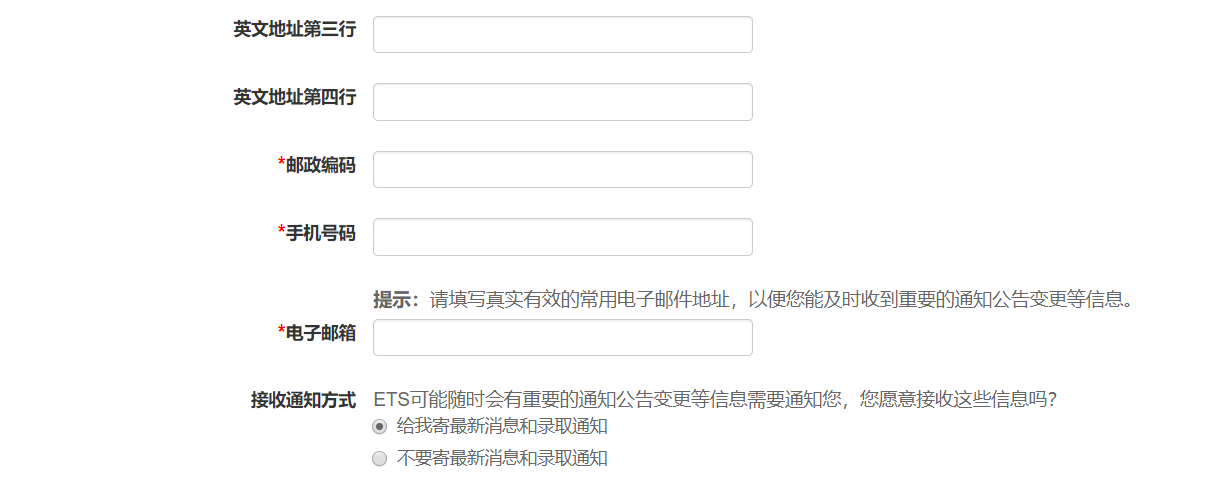 英文地址第三行
英文地址第四行
*邮政编码
*手机号码
提示：请填写真实有效的常用电子邮件地址，以便您能及时收到重要的通知公告变更等信息。
*电子邮箱
接收通知方式 ETS可能随时会有重要的通知公告变更等信息需要通知您，您愿意接收这些信息吗？
给我寄最新消息和录取通知
不要寄最新消息和录取通知